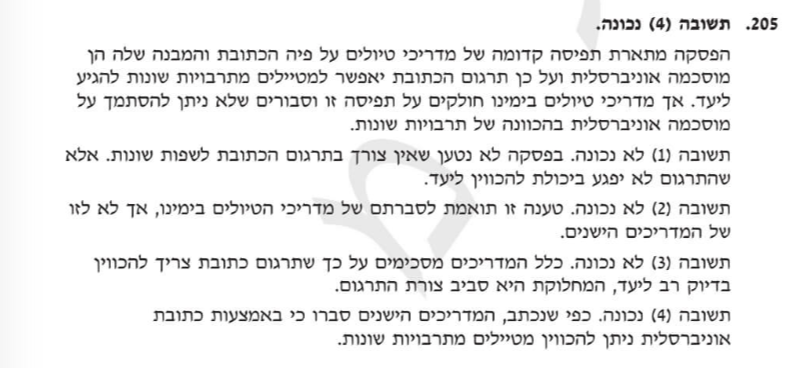 205. תשובה (4) נכונה.
הפסקה מתארת תפיסה קדומה של מדריכי טיולים על פיה הכתובת והמבנה שלה הן
מוסכמה אוניברסלית ועל כן תרגום הכתובת יאפשר למטיילים מתרבויות שונות להגיע
ליעד. אך מדריכי טיולים בימינו חולקים על תפיסה זו וסבורים שלא ניתן להסתמך על
מוסכמה אוניברסלית בהכוונה של תרבויות שונות.
תשובה (1) לא נכונה. בפסקה לא נטען שאין צורך בתרגום הכתובת לשפות שונות. אלא
שהתרגום לא יפגע ביכולת להכווין ליעד.
תשובה (2) לא נכונה. טענה זו תואמת לסברתם של מדריכי הטיולים בימינו, אך לא לזו
של המדריכים הישנים.
תשובה (3) לא נכונה. כלל המדריכים מסכימים על כך שתרגום כתובת צריך להכווין
בדיוק רב ליעד, המחלוקת היא סביב צורת התרגום.
תשובה (4) נכונה. כפי שנכתב, המדריכים הישנים סברו כי באמצעות כתובת
אוניברסלית ניתן להכווין מטיילים מתרבויות שונות.